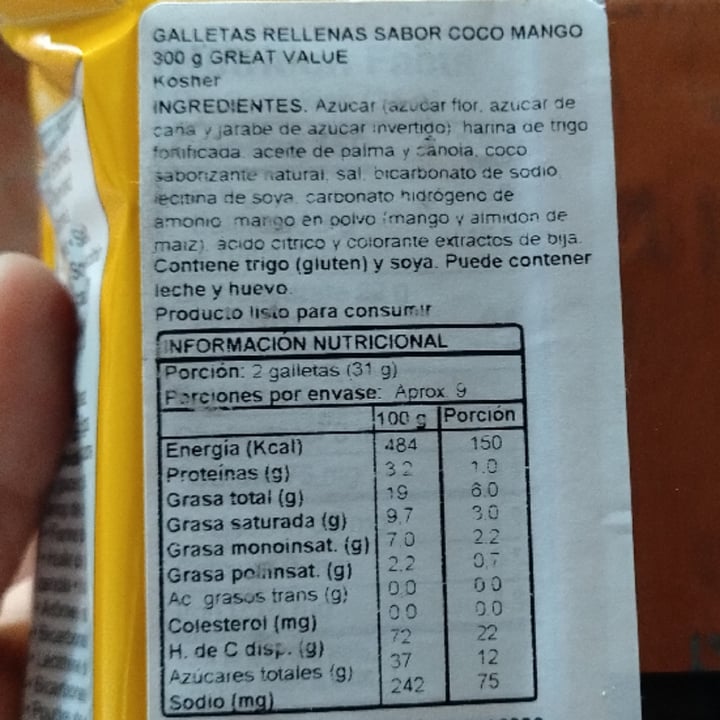 GALLETAS RELLENAS SABOR COCO MANGO
300 g GREAT VALUE
Kosher
INGREDIENTES. Azucar (azucar flor, azucar de
caña y jarabe de azucar invertido), harina de trigo
fortificada, aceite de palma y canola, coco
saborizante natural, sal, bicarbonato de sodio,
lecitina de soya, carbonato hidrógeno de
amonio, mango en polvo (mango y almidon de
maiz), ácido cítrico y colorante extractos de bija.
Contiene trigo (gluten) y soya. Puede contener
leche y huevo.
Producto listo para consumir
INFORMACIÓN NUTRICIONAL
Porción: 2 galletas (31 g)
Porciones por envase: Aprox. 9
100 g Porción
Energía (Kcal) 484 150
Proteínas (g) 3.2 1.0
Grasa total (g) 19 6.0
Grasa saturada (g) 9,7 3.0
Grasa monoinsat. (g) 7.0 2.2
Grasa poliinsat. (g) 2.2 0,7
Ac grasos trans (g) 0.0 0.0
Colesterol (mg) 0.0 0.0
H. de C disp. (g) 72 22
Azúcares totales (g) 37 12
Sodio (mg) 242 75